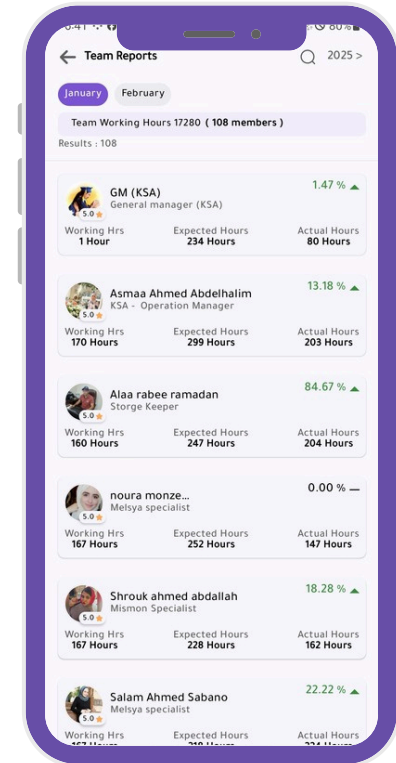 80%
Team Reports
2025 >
January
February
Team Working Hours 17280 ( 108 members )
Results : 108
GM (KSA)
General manager (KSA)
1.47 %
5.0
Working Hrs
Expected Hours
Actual Hours
1 Hour
234 Hours
80 Hours
Asmaa Ahmed Abdelhalim
KSA - Operation Manager
13.18 %
5.0
Working Hrs
Expected Hours
Actual Hours
170 Hours
299 Hours
203 Hours
Alaa rabee ramadan
Storge Keeper
84.67 %
5.0
Working Hrs
Expected Hours
Actual Hours
160 Hours
247 Hours
204 Hours
noura monze...
Melsya specialist
0.00 % —
5.0
Working Hrs
Expected Hours
Actual Hours
167 Hours
252 Hours
147 Hours
Shrouk ahmed abdallah
Mismon Specialist
18.28 %
5.0
Working Hrs
Expected Hours
Actual Hours
167 Hours
228 Hours
162 Hours
Salam Ahmed Sabano
Melsya specialist
22.22 %
5.0
Working Hrs
Expected Hours
Actual Hours